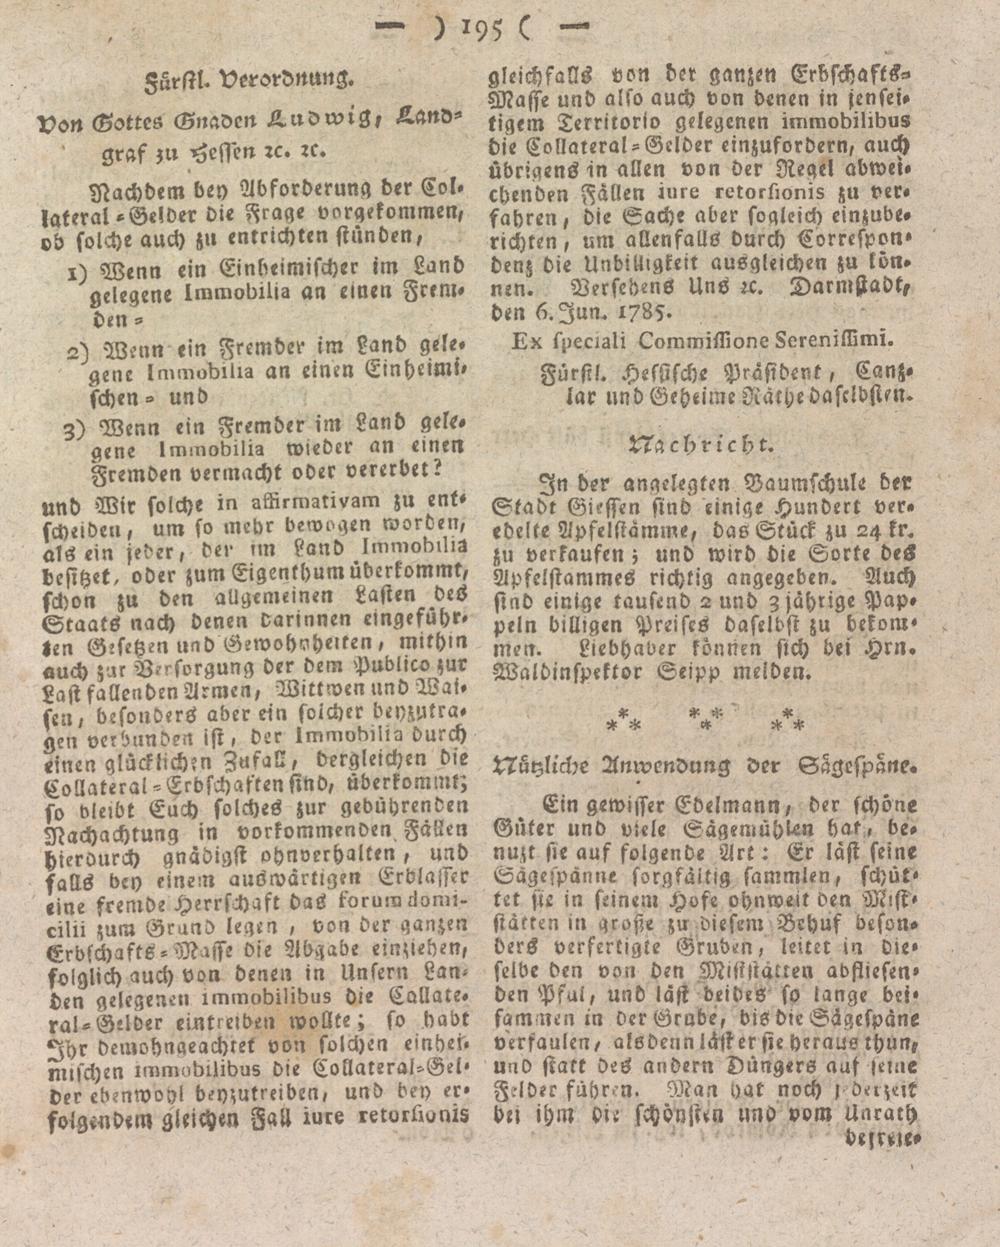 — ) 195 ( —
Fürstl. Verordnung.
Von Gottes Gnaden Ludwig, Land=
graf zu Hessen ꝛc. ꝛc.
Nachdem bey Abforderung der Col=
lateral=Gelder die Frage vorgekommen,
ob solche auch zu entrichten stünden,
1) Wenn ein Einheimischer im Land
gelegene Immobilia an einen Frem=
den=
2) Wenn ein Fremder im Land gele=
gene Immobilia an einen Einheimi=
schen= und
3) Wenn ein Fremder im Land gele=
gene Immobilia wieder an einen
Fremden vermacht oder vererbet?
und Wir solche in affirmativam zu ent=
scheiden, um so mehr bewogen worden,
als ein jeder, der im Land Immobilia
besitzet, oder zum Eigenthum überkommt,
schon zu den allgemeinen Lasten des
Staats nach denen darinnen eingeführ=
ten Gesetzen und Gewohnheiten, mithin
auch zur Versorgung der dem Publico zur
Last fallenden Armen, Wittwen und Wai=
sen, besonders aber ein solcher beyzutra=
gen verbunden ist, der Immobilia durch
einen glücklichen Zufall, dergleichen die
Collateral=Erbschaften sind, überkommt;
so bleibt Euch solches zur gebührenden
Nachachtung in vorkommenden Fällen
hierdurch gnädigst ohnverhalten, und
falls bey einem auswärtigen Erblasser
eine fremde Herrschaft das forum domi-
cilii zum Grund legen, von der ganzen
Erbschafts=Masse die Abgabe einziehen,
folglich auch von denen in Unsern Lan=
den gelegenen immobilibus die Collate=
ral=Gelder eintreiben wollte; so habt
Ihr demohngeachtet von solchen einhei=
mischen immobilibus die Collateral=Gel=
der ebenwohl beyzutreiben, und bey er=
folgendem gleichen Fall iure retorsionis
gleichfalls von der ganzen Erbschafts=
Masse und also auch von denen in jensei=
tigem Territorio gelegenen immobilibus
die Collateral=Gelder einzufordern, auch
übrigens in allen von der Regel abwei=
chenden Fällen iure retorsionis zu ver=
fahren, die Sache aber sogleich einzube=
richten, um allenfalls durch Correspon=
denz die Unbilligkeit ausgleichen zu kön=
nen. Versehens Uns ꝛc. Darmstadt,
den 6. Jun. 1785.
Ex speciali Commissione Serenissimi.
Fürstl. Hessische Präsident, Canz=
lar und Geheime Räthe daselbsten.
Nachricht.
In der angelegten Baumschule der
Stadt Giessen sind einige Hundert ver=
edelte Apfelstämme, das Stück zu 24 kr.
zu verkaufen; und wird die Sorte des
Apfelstammes richtig angegeben. Auch
sind einige tausend 2 und 3 jährige Pap=
peln billigen Preises daselbst zu bekom=
men. Liebhaber können sich bei Hrn.
Waldinspektor Seipp melden.
*** *** ***
Nützliche Anwendung der Sägespäne.
Ein gewisser Edelmann, der schöne
Güter und viele Sägemühlen hat, be=
nuzt sie auf folgende Art: Er läst seine
Sägespänne sorgfältig sammlen, schüt=
tet sie in seinem Hofe ohnweit den Mist=
stätten in große zu diesem Behuf beson=
ders verfertigte Gruben, leitet in die=
selbe den von den Miststätten abfliesen=
den Pful, und läst beides so lange bei=
sammen in der Grube, bis die Sägespäne
verfaulen, alsdenn läst er sie heraus thun,
und statt des andern Düngers auf seine
Felder führen. Man hat noch jederzeit
bei ihm die schönsten und vom Unrath
befreie=